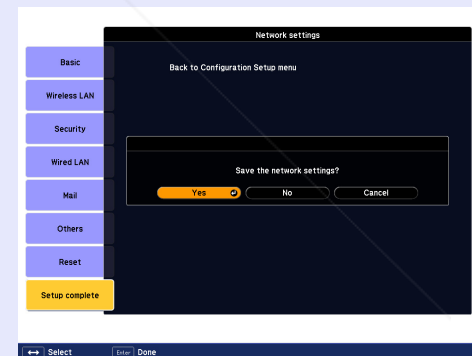 Network settings
Basic
Back to Configuration Setup menu
Wireless LAN
Security
Wired LAN
Save the network settings?
Yes No Cancel
Mail
Others
Reset
Setup complete
Select Enter Done